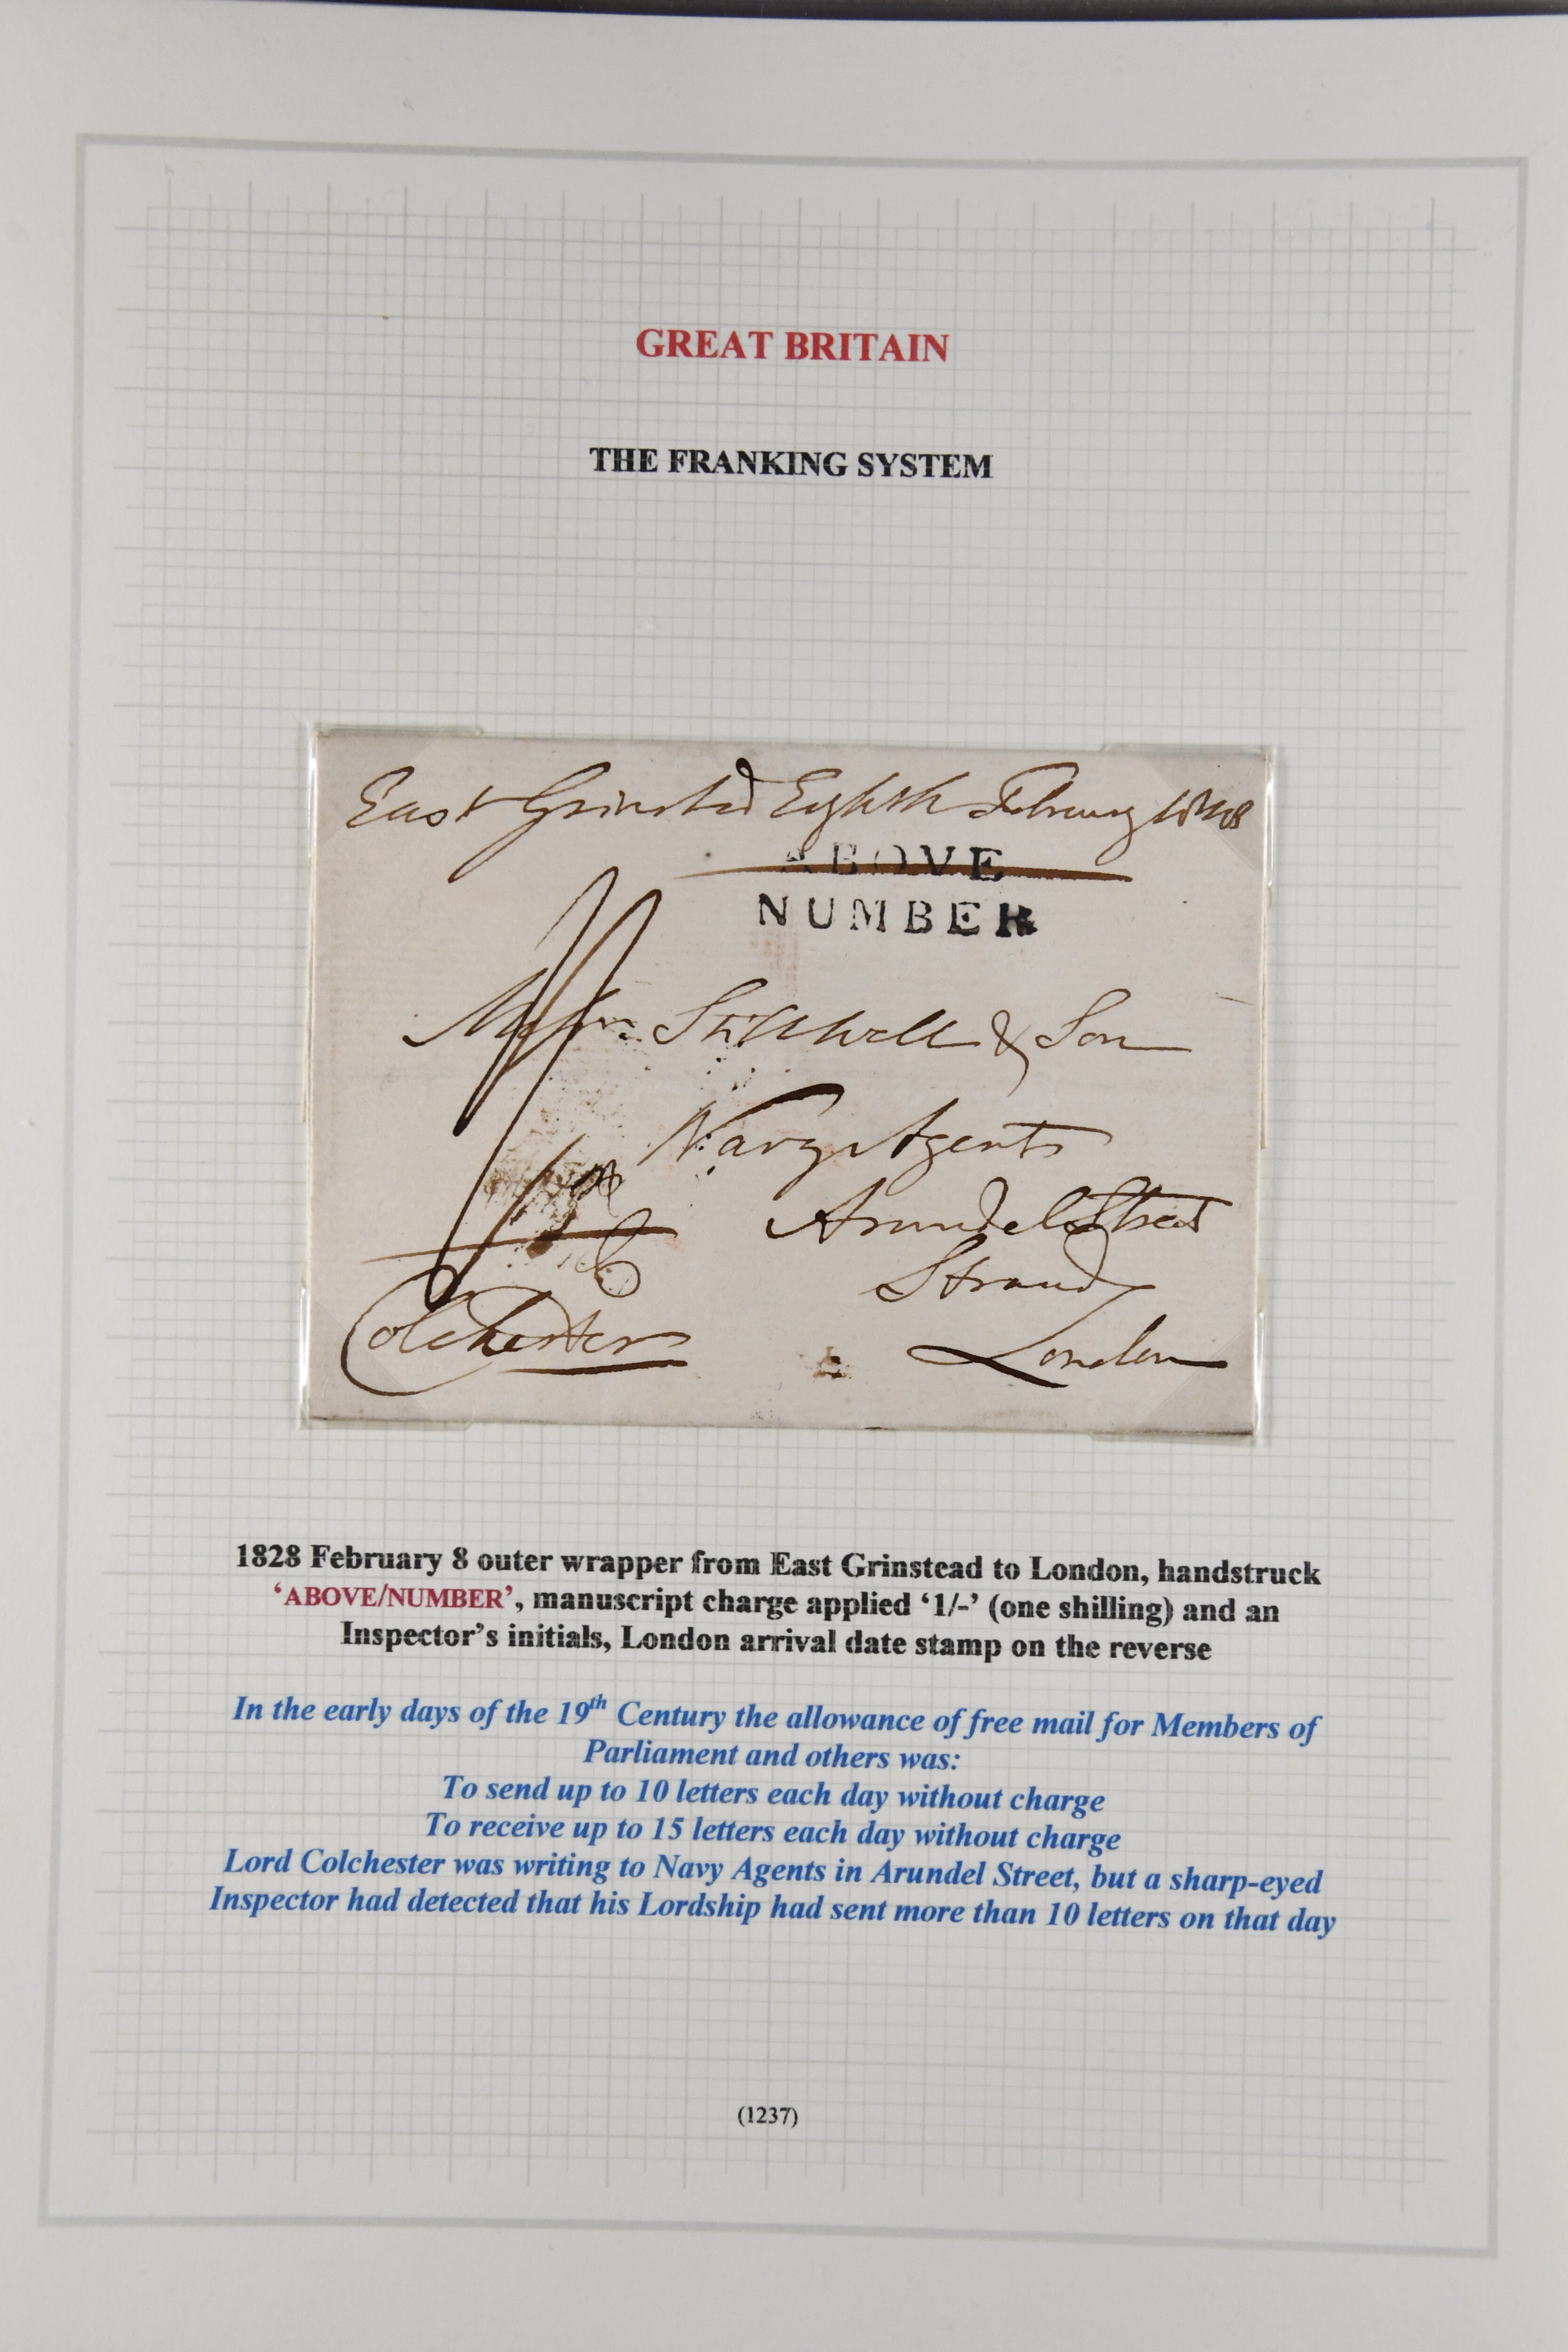 GREAT BRITAIN
THE FRANKING SYSTEM
East Grinsted Eighth February 1828
ABOVE
NUMBER
Messrs. Stillwell & Son
Navy Agents
Arundel Street
Strand
London
Colchester
1828 February 8 outer wrapper from East Grinstead to London, handstruck
‘ABOVE/NUMBER’, manuscript charge applied ‘1/-’ (one shilling) and an
Inspector’s initials, London arrival date stamp on the reverse
In the early days of the 19th Century the allowance of free mail for Members of
Parliament and others was:
To send up to 10 letters each day without charge
To receive up to 15 letters each day without charge
Lord Colchester was writing to Navy Agents in Arundel Street, but a sharp-eyed
Inspector had detected that his Lordship had sent more than 10 letters on that day
(1237)